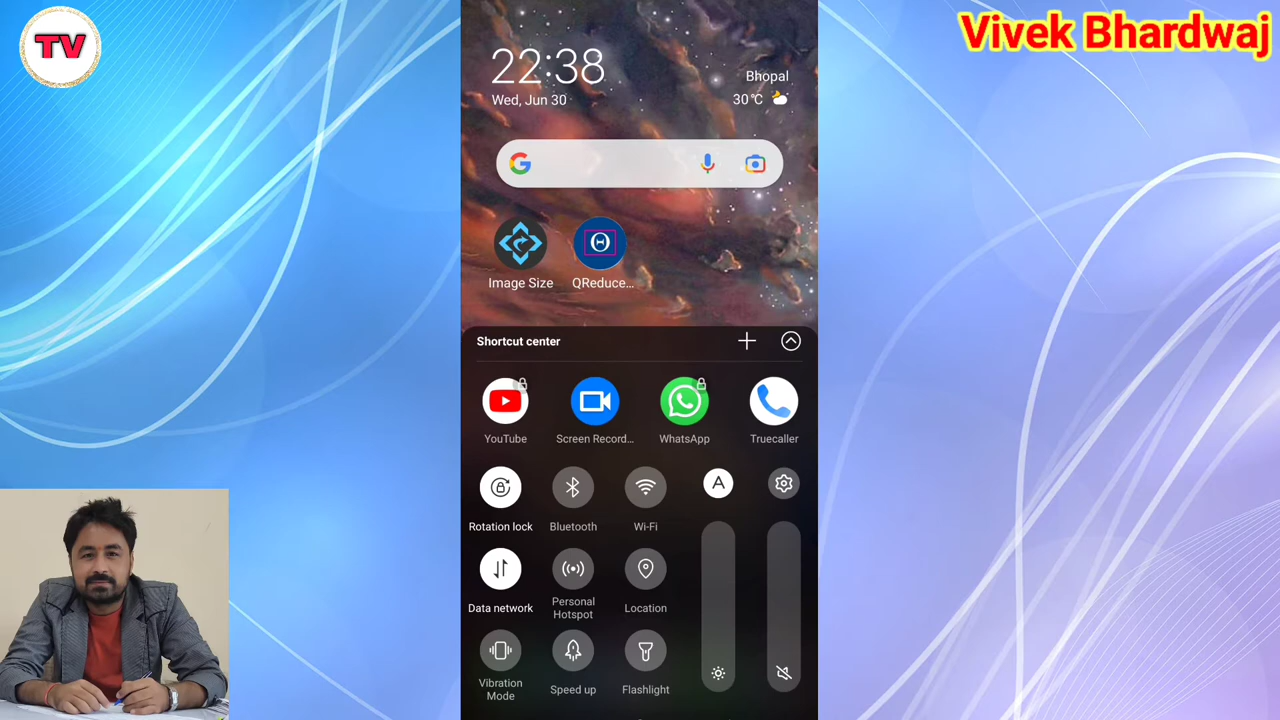 TV
Vivek Bhardwaj
22:38
Wed, Jun 30
Bhopal
30℃
Image Size
QReduce...
Shortcut center
YouTube
Screen Record...
WhatsApp
Truecaller
A
Rotation lock
Bluetooth
Wi-Fi
Data network
Personal
Hotspot
Location
Vibration
Mode
Speed up
Flashlight